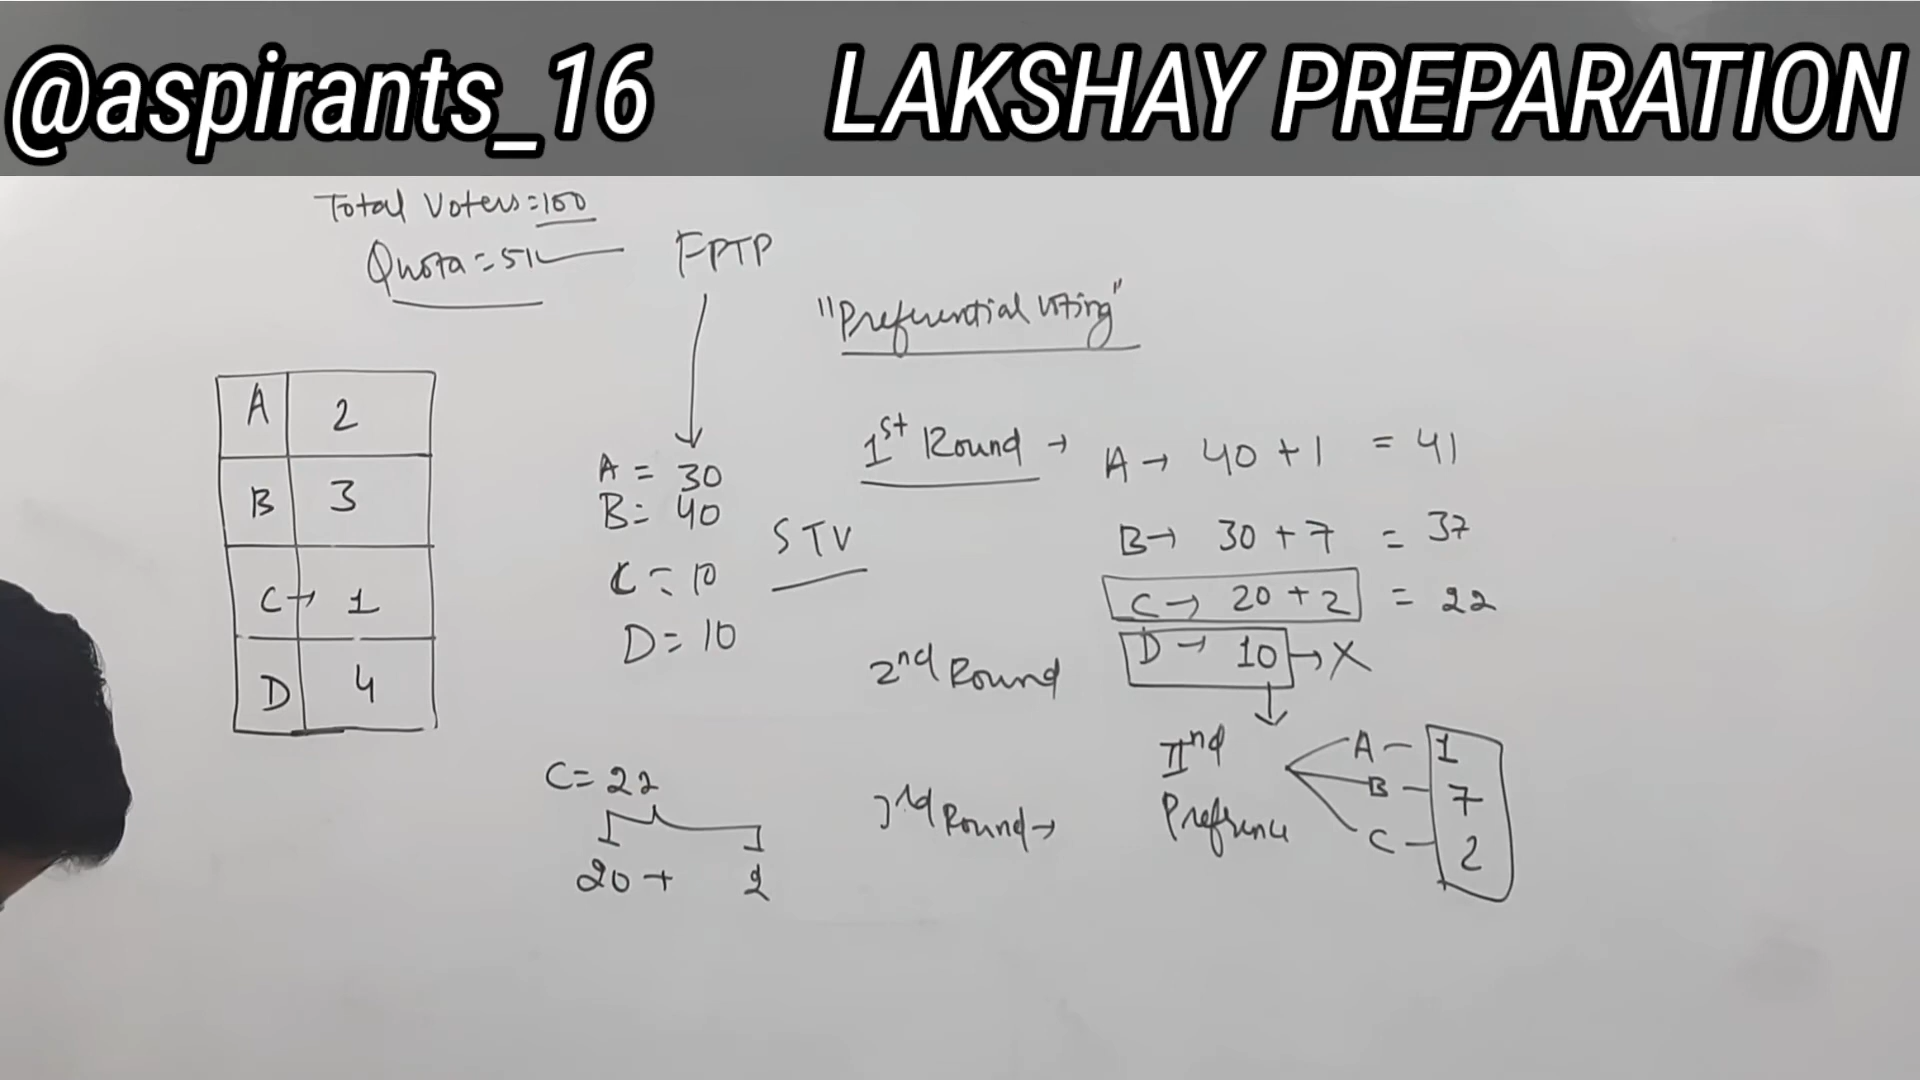 @aspirants_16 LAKSHAY PREPARATION
Total Voters = 100
Quota = 51
FPTP
"Preferential Voting"
A 2
B 3
C → 1
D 4
A = 30
B = 40
C = 10
D = 10
STV
1st Round → A → 40 + 1 = 41
B → 30 + 7 = 37
C → 20 + 2 = 22
2nd Round D → 10 → X
IInd
Prefrence
A - 1
B - 7
C - 2
3rd Round →
C = 22
20 + 2